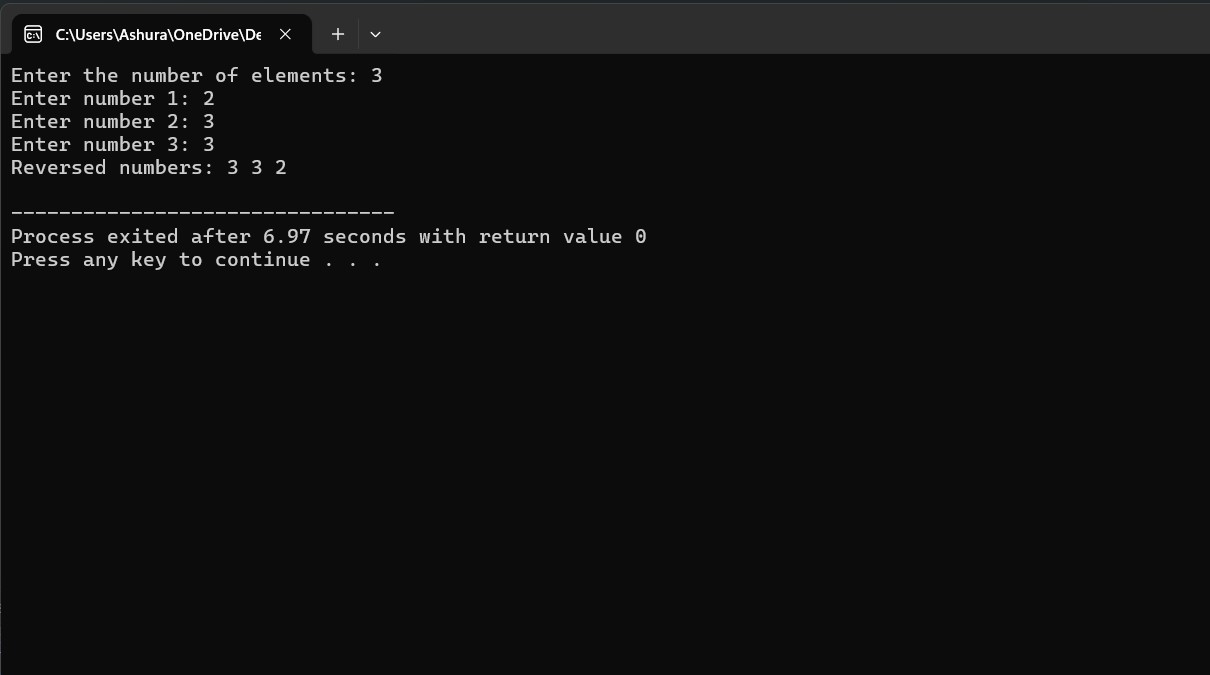 C:\Users\Ashura\OneDrive\De
Enter the number of elements: 3
Enter number 1: 2
Enter number 2: 3
Enter number 3: 3
Reversed numbers: 3 3 2
--------------------------------
Process exited after 6.97 seconds with return value 0
Press any key to continue . . .